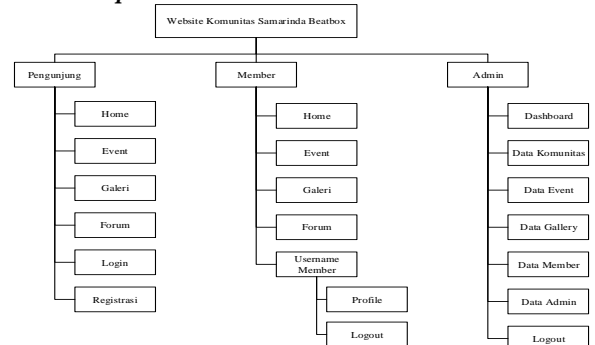 Website Komunitas Samarinda Beatbox
Pengunjung
Home
Event
Galeri
Forum
Login
Registrasi
Member
Home
Event
Galeri
Forum
Username
Member
Profile
Logout
Admin
Dashboard
Data Komunitas
Data Event
Data Gallery
Data Member
Data Admin
Logout